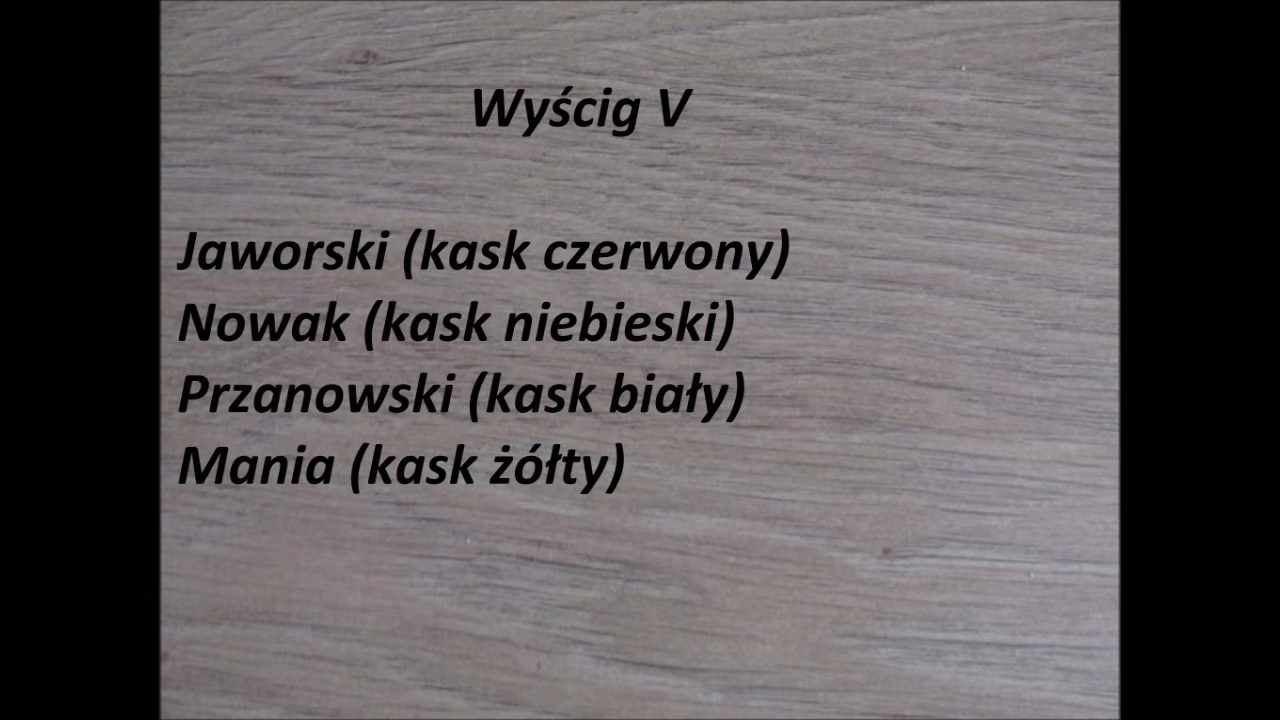 Wyścig V
Jaworski (kask czerwony)
Nowak (kask niebieski)
Przanowski (kask biały)
Mania (kask żółty)